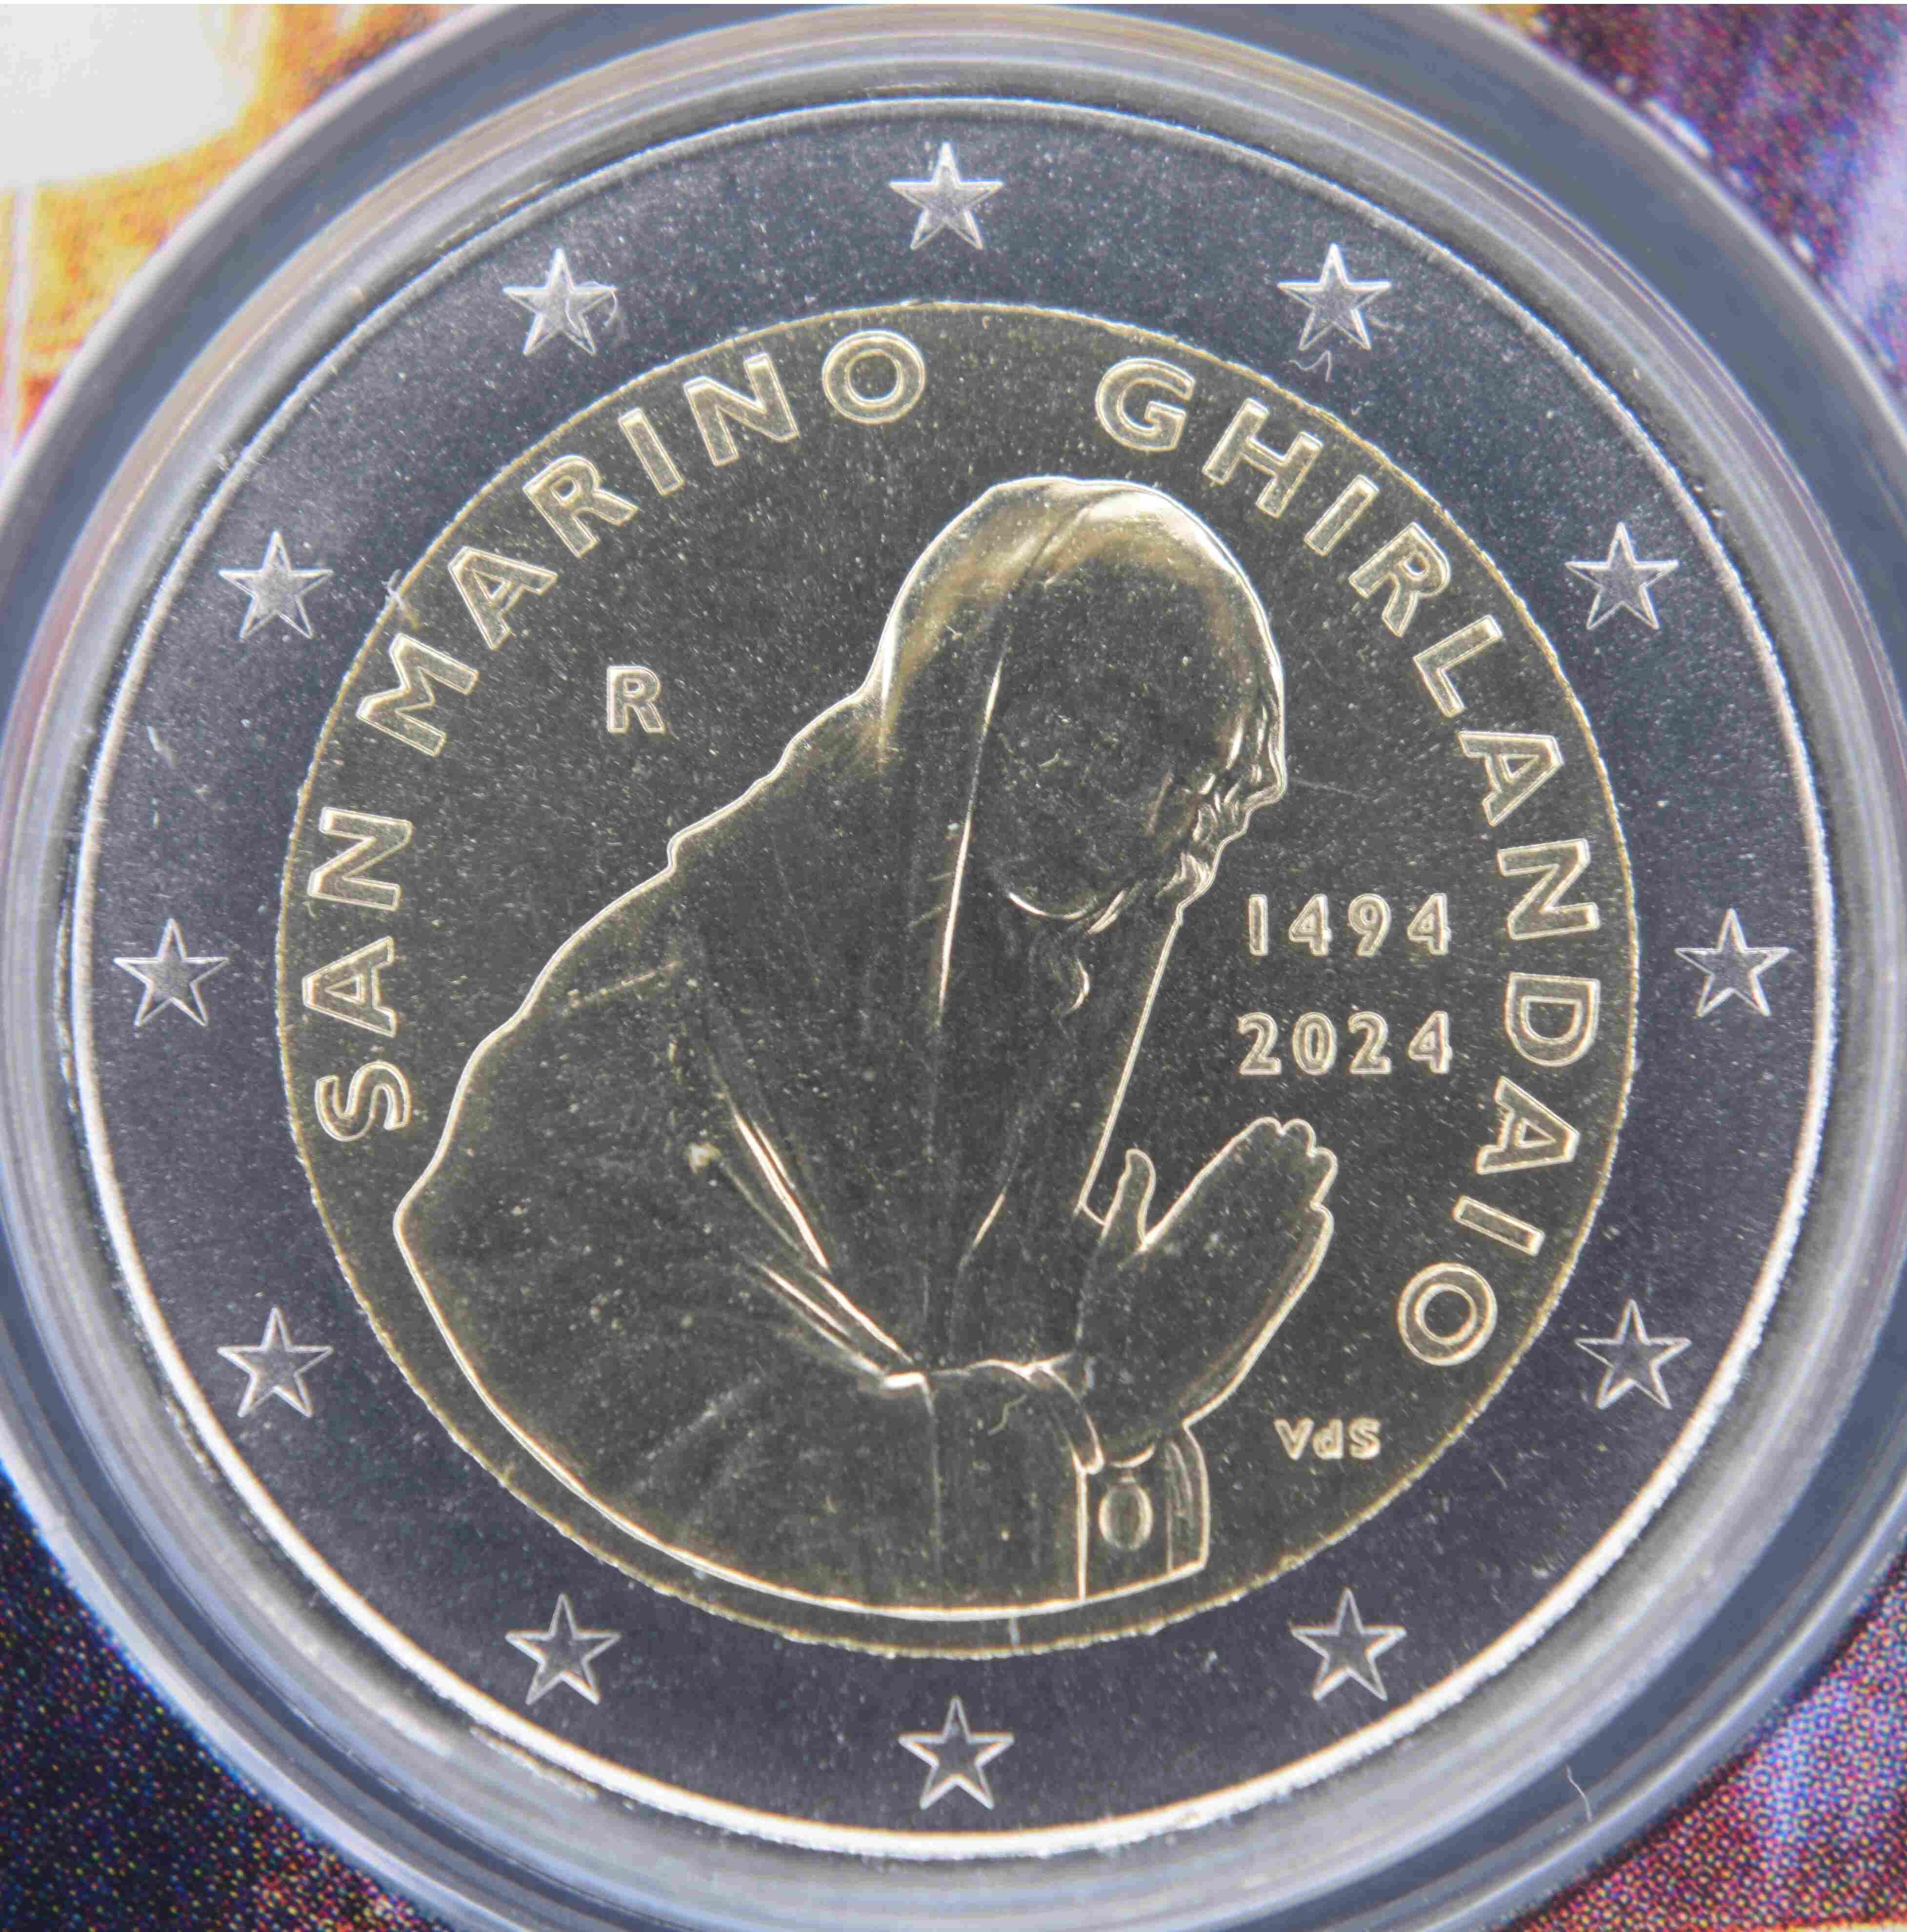 SAN MARINO GHIRLANDAIO
R
1494
2024
VdS